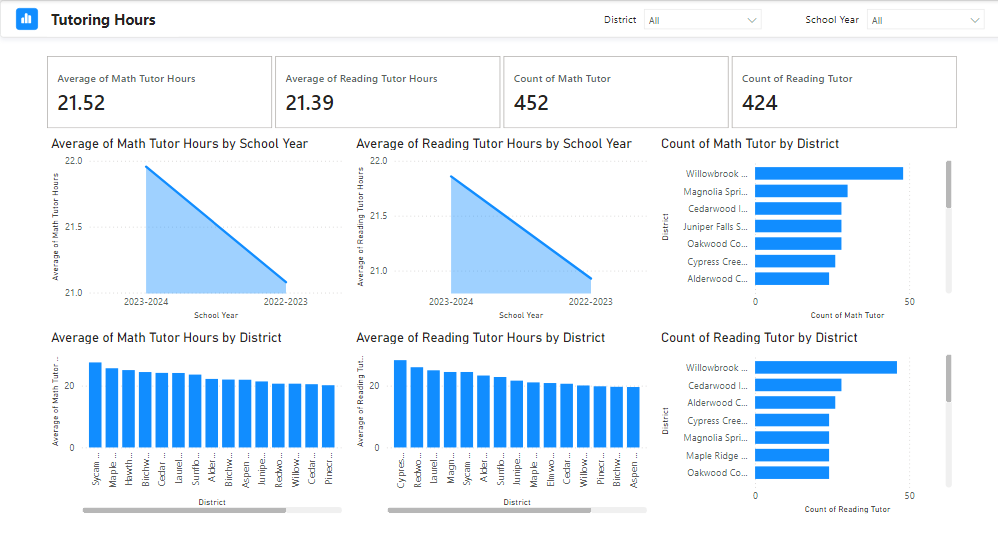 Tutoring Hours
District
All
School Year
All
Average of Math Tutor Hours
21.52
Average of Reading Tutor Hours
21.39
Count of Math Tutor
452
Count of Reading Tutor
424
Average of Math Tutor Hours by School Year
Average of Math Tutor Hours
22.0
21.5
21.0
2023-2024
2022-2023
School Year
Average of Reading Tutor Hours by School Year
Average of Reading Tutor Hours
22.0
21.5
21.0
2023-2024
2022-2023
School Year
Count of Math Tutor by District
District
Willowbrook ...
Magnolia Spri...
Cedarwood I...
Juniper Falls S...
Oakwood Co...
Cypress Cree...
Alderwood C...
0
50
Count of Math Tutor
Average of Math Tutor Hours by District
Average of Math Tutor ...
20
0
Sycam...
Maple ...
Hawth...
Birchw...
Cedar ...
Laurel...
Sunflo...
Alder...
Birchw...
Aspen ...
Junipe...
Redwo...
Willow...
Cedar...
Pinecr...
District
Average of Reading Tutor Hours by District
Average of Reading Tut...
20
0
Cypres...
Redwo...
Laurel...
Magn...
Sycam...
Alder...
Sunflo...
Junipe...
Maple ...
Elmwo...
Cedar...
Willow...
Pinecr...
Birchw...
Aspen ...
District
Count of Reading Tutor by District
District
Willowbrook ...
Cedarwood I...
Alderwood C...
Cypress Cree...
Magnolia Spri...
Maple Ridge ...
Oakwood Co...
0
50
Count of Reading Tutor